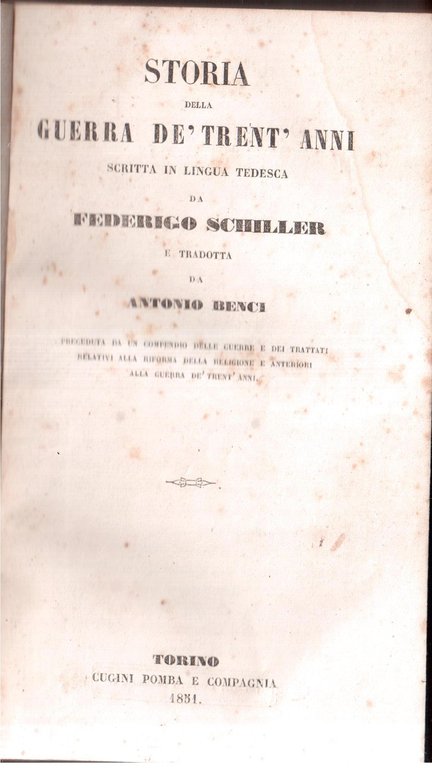 STORIA
DELLA
GUERRA DE' TRENT' ANNI
SCRITTA IN LINGUA TEDESCA
DA
FEDERIGO SCHILLER
E TRADOTTA
DA
ANTONIO BENCI
PRECEDUTA DA UN COMPENDIO DELLE GUERRE E DEI TRATTATI
RELATIVI ALLA RIFORMA DELLA RELIGIONE E ANTERIORI
ALLA GUERRA DE' TRENT' ANNI.
TORINO
CUGINI POMBA E COMPAGNIA
1851.